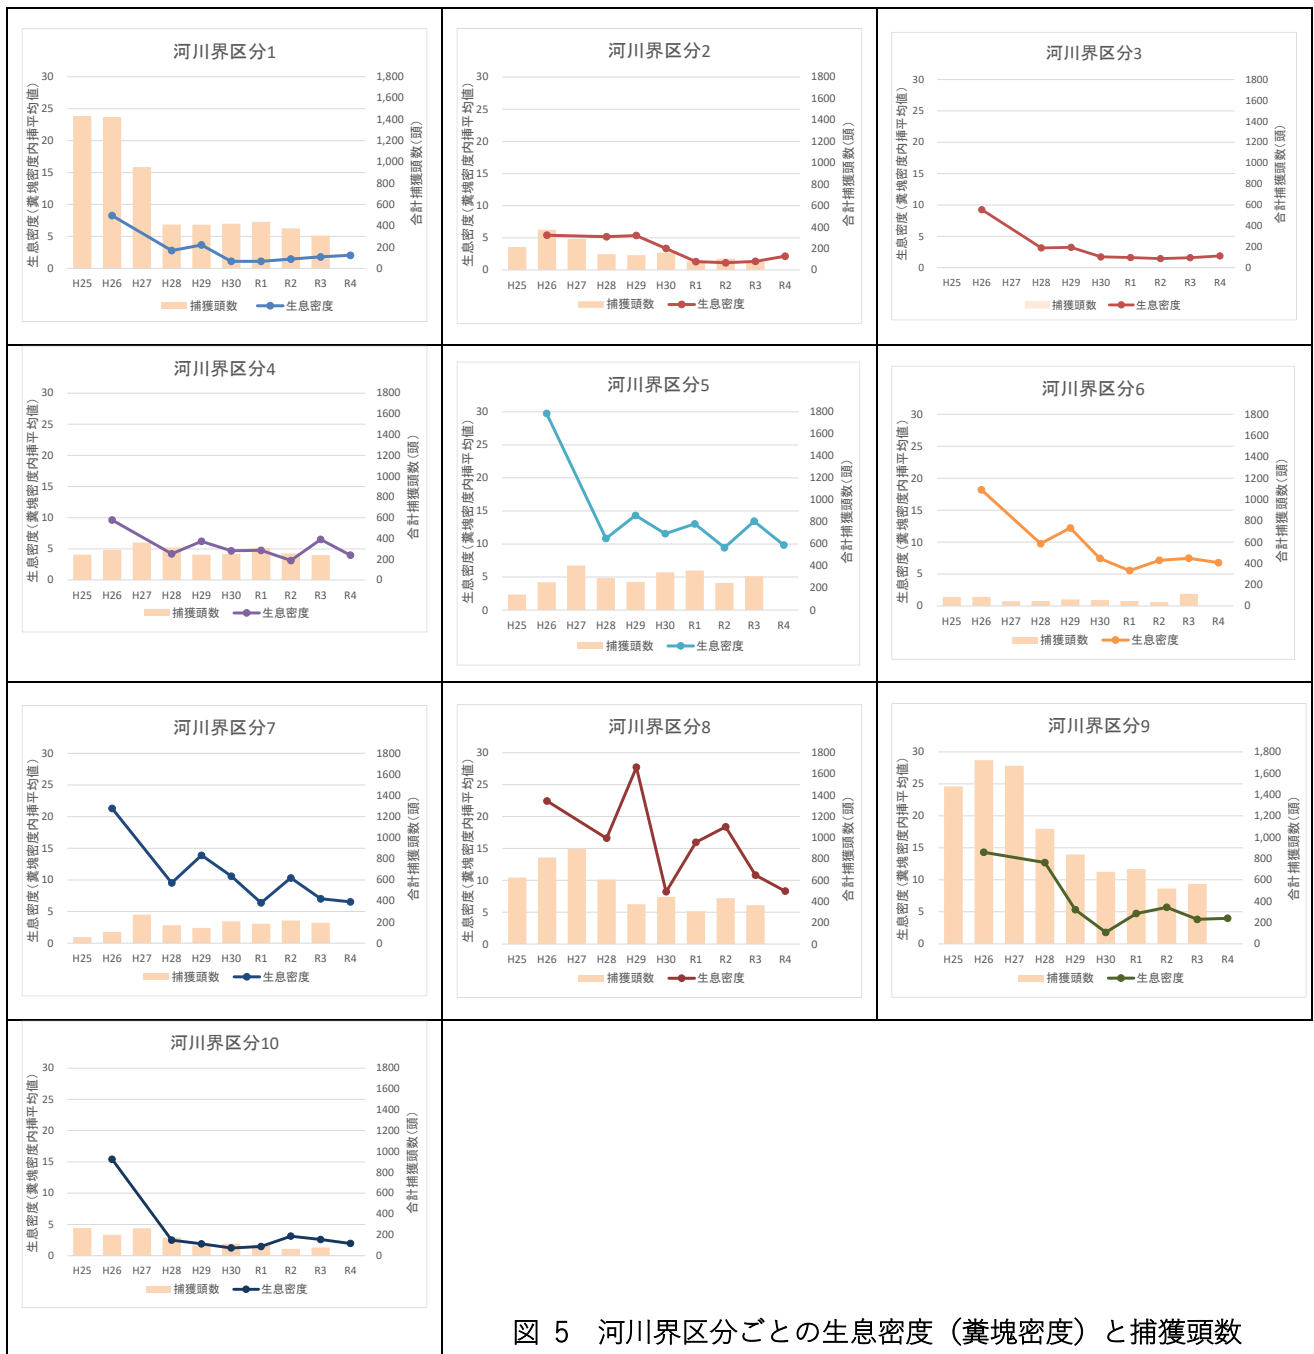 河川界区分1
生息密度(糞塊密度内挿平均値)
合計捕獲頭数(頭)
30 25 20 15 10 5 0
1,800 1,600 1,400 1,200 1,000 800 600 400 200 0
H25 H26 H27 H28 H29 H30 R1 R2 R3 R4
捕獲頭数 生息密度
河川界区分2
生息密度(糞塊密度内挿平均値)
合計捕獲頭数(頭)
30 25 20 15 10 5 0
1800 1600 1400 1200 1000 800 600 400 200 0
H25 H26 H27 H28 H29 H30 R1 R2 R3 R4
捕獲頭数 生息密度
河川界区分3
生息密度(糞塊密度内挿平均値)
合計捕獲頭数(頭)
30 25 20 15 10 5 0
1800 1600 1400 1200 1000 800 600 400 200 0
H25 H26 H27 H28 H29 H30 R1 R2 R3 R4
捕獲頭数 生息密度
河川界区分4
生息密度(糞塊密度内挿平均値)
合計捕獲頭数(頭)
30 25 20 15 10 5 0
1800 1600 1400 1200 1000 800 600 400 200 0
H25 H26 H27 H28 H29 H30 R1 R2 R3 R4
捕獲頭数 生息密度
河川界区分5
生息密度(糞塊密度内挿平均値)
合計捕獲頭数(頭)
30 25 20 15 10 5 0
1800 1600 1400 1200 1000 800 600 400 200 0
H25 H26 H27 H28 H29 H30 R1 R2 R3 R4
捕獲頭数 生息密度
河川界区分6
生息密度(糞塊密度内挿平均値)
合計捕獲頭数(頭)
30 25 20 15 10 5 0
1800 1600 1400 1200 1000 800 600 400 200 0
H25 H26 H27 H28 H29 H30 R1 R2 R3 R4
捕獲頭数 生息密度
河川界区分7
生息密度(糞塊密度内挿平均値)
合計捕獲頭数(頭)
30 25 20 15 10 5 0
1800 1600 1400 1200 1000 800 600 400 200 0
H25 H26 H27 H28 H29 H30 R1 R2 R3 R4
捕獲頭数 生息密度
河川界区分8
生息密度(糞塊密度内挿平均値)
合計捕獲頭数(頭)
30 25 20 15 10 5 0
1800 1600 1400 1200 1000 800 600 400 200 0
H25 H26 H27 H28 H29 H30 R1 R2 R3 R4
捕獲頭数 生息密度
河川界区分9
生息密度(糞塊密度内挿平均値)
合計捕獲頭数(頭)
30 25 20 15 10 5 0
1,800 1,600 1,400 1,200 1,000 800 600 400 200 0
H25 H26 H27 H28 H29 H30 R1 R2 R3 R4
捕獲頭数 生息密度
河川界区分10
生息密度(糞塊密度内挿平均値)
合計捕獲頭数(頭)
30 25 20 15 10 5 0
1800 1600 1400 1200 1000 800 600 400 200 0
H25 H26 H27 H28 H29 H30 R1 R2 R3 R4
捕獲頭数 生息密度
図 5 河川界区分ごとの生息密度（糞塊密度）と捕獲頭数